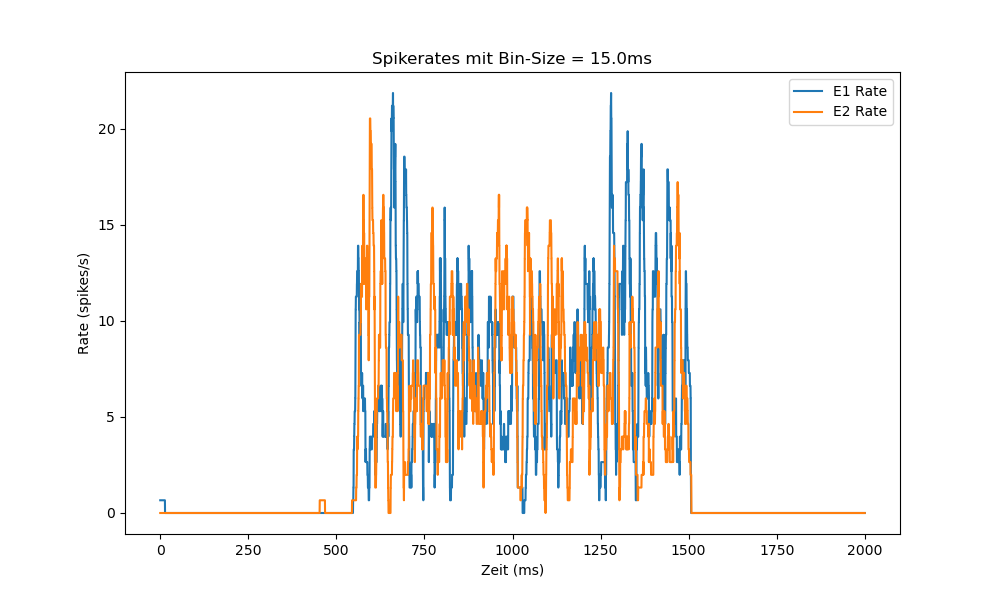 Spikerates mit Bin-Size = 15.0ms
E1 Rate
E2 Rate
20
15
10
5
0
Rate (spikes/s)
0 250 500 750 1000 1250 1500 1750 2000
Zeit (ms)